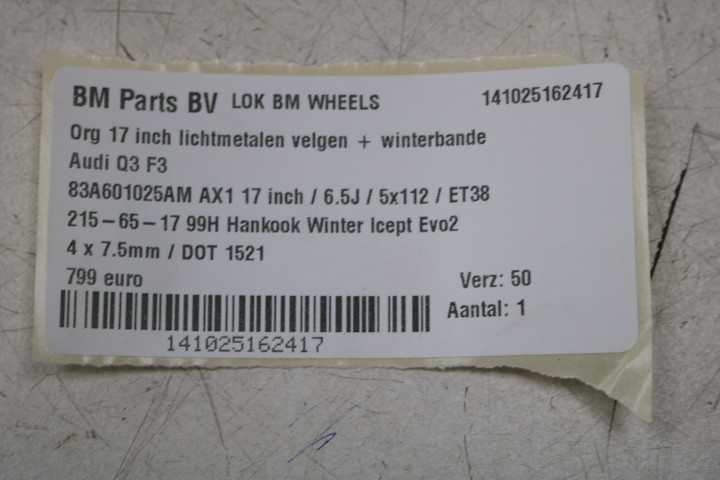 BM Parts BV LOK BM WHEELS 141025162417
Org 17 inch lichtmetalen velgen + winterbande
Audi Q3 F3
83A601025AM AX1 17 inch / 6.5J / 5x112 / ET38
215-65-17 99H Hankook Winter Icept Evo2
4 x 7.5mm / DOT 1521
799 euro Verz: 50
Aantal: 1
141025162417